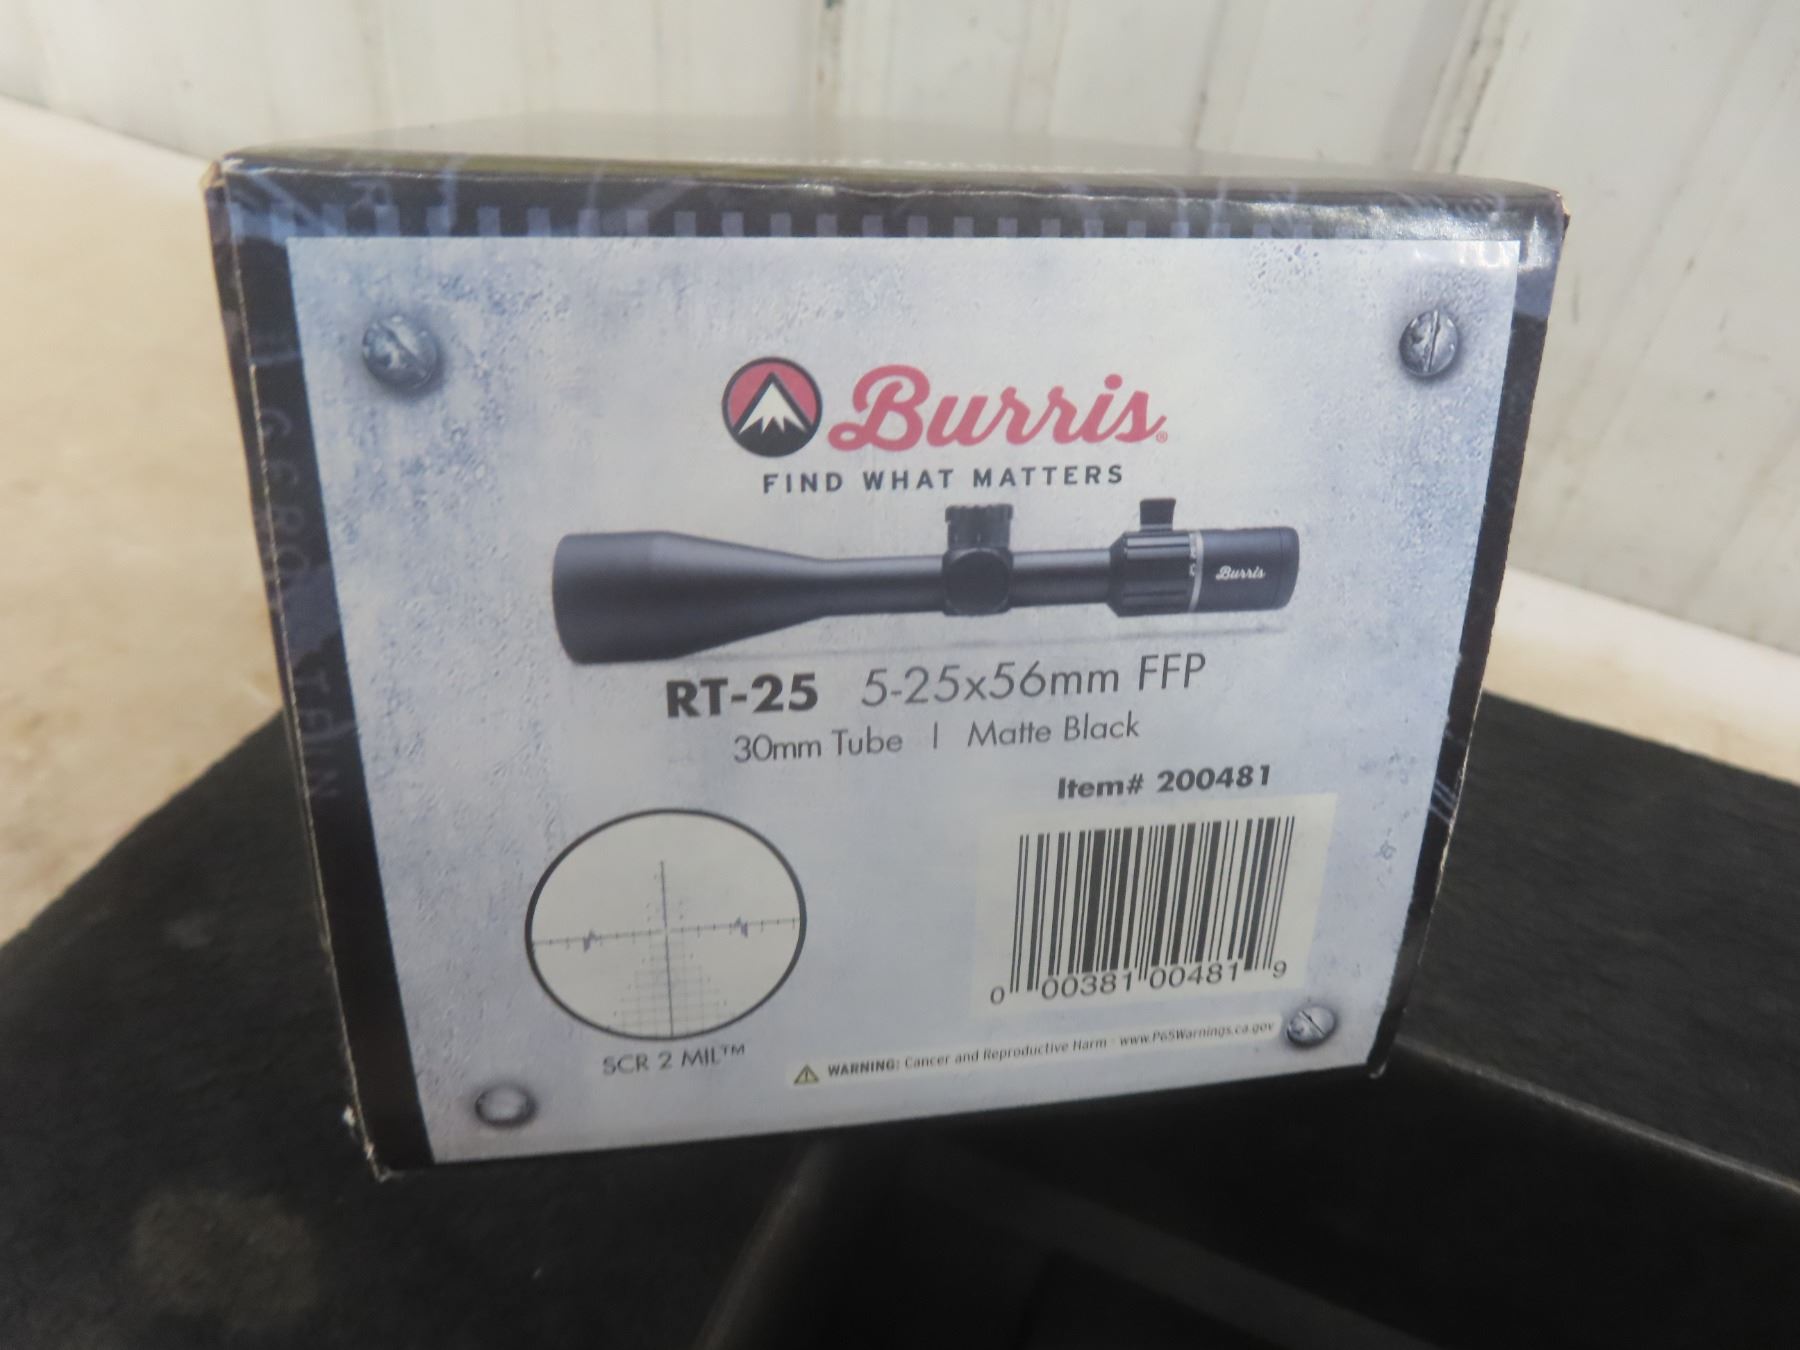 Burris®
FIND WHAT MATTERS
Burris
RT-25 5-25x56mm FFP
30mm Tube | Matte Black
Item# 200481
0 00381 00481 9
SCR 2 MIL™
WARNING: Cancer and Reproductive Harm - www.P65Warnings.ca.gov